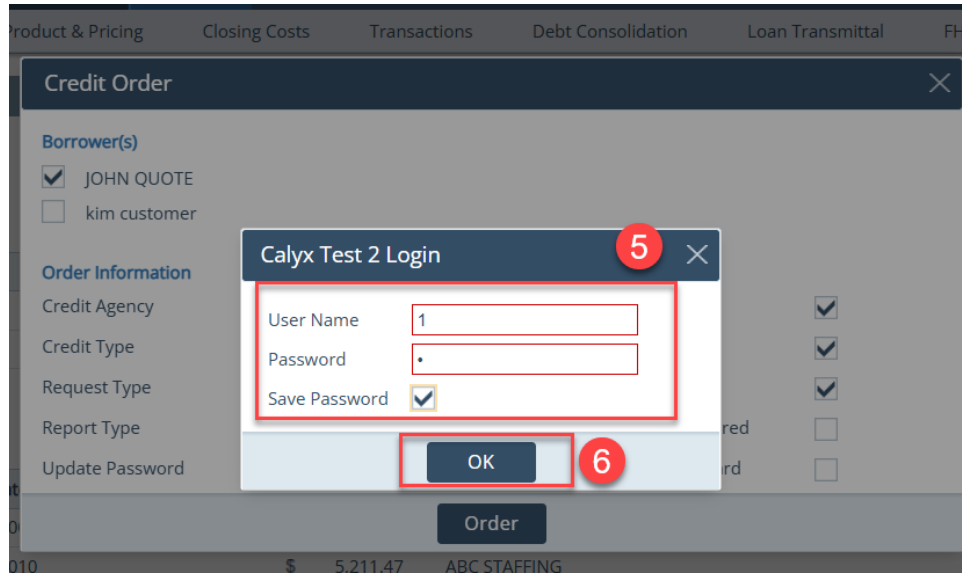 Product & Pricing Closing Costs Transactions Debt Consolidation Loan Transmittal FH
Credit Order
Borrower(s)
JOHN QUOTE
kim customer
Calyx Test 2 Login 5
Order Information
Credit Agency
User Name 1
Credit Type
Password •
Request Type
Save Password
Report Type
red
OK 6
Update Password
rd
Order
010 $ 5,211.47 ABC STAFFING